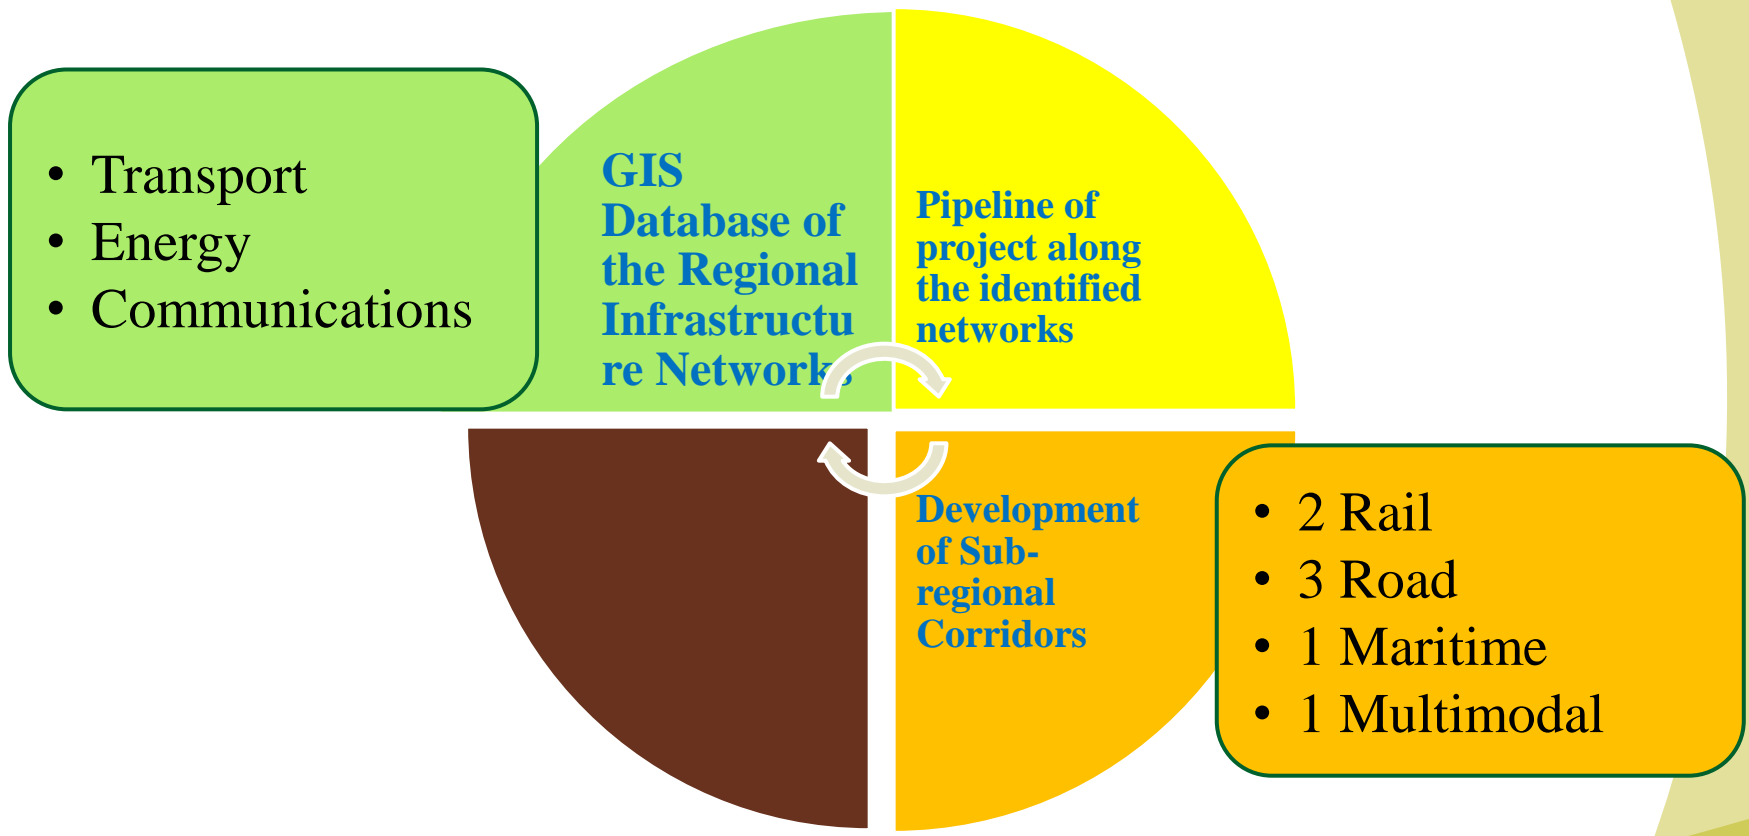 • Transport
• Energy
• Communications
GIS
Database of
the Regional
Infrastructu
re Networks
Pipeline of
project along
the identified
networks
Development
of Sub-
regional
Corridors
• 2 Rail
• 3 Road
• 1 Maritime
• 1 Multimodal